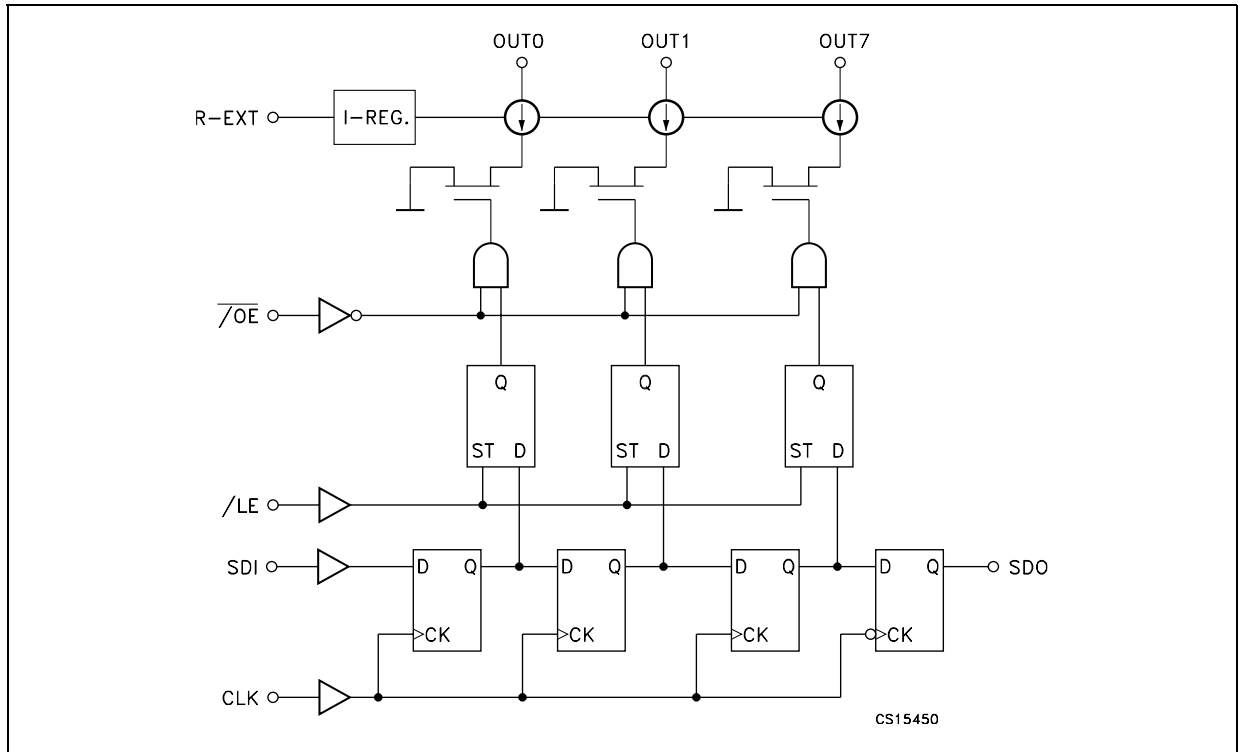 OUT0 OUT1 OUT7
R-EXT I-REG.
/OE
Q Q Q
ST D ST D ST D
/LE
SDI D Q D Q D Q D Q SDO
CK CK CK CK
CLK
CS15450